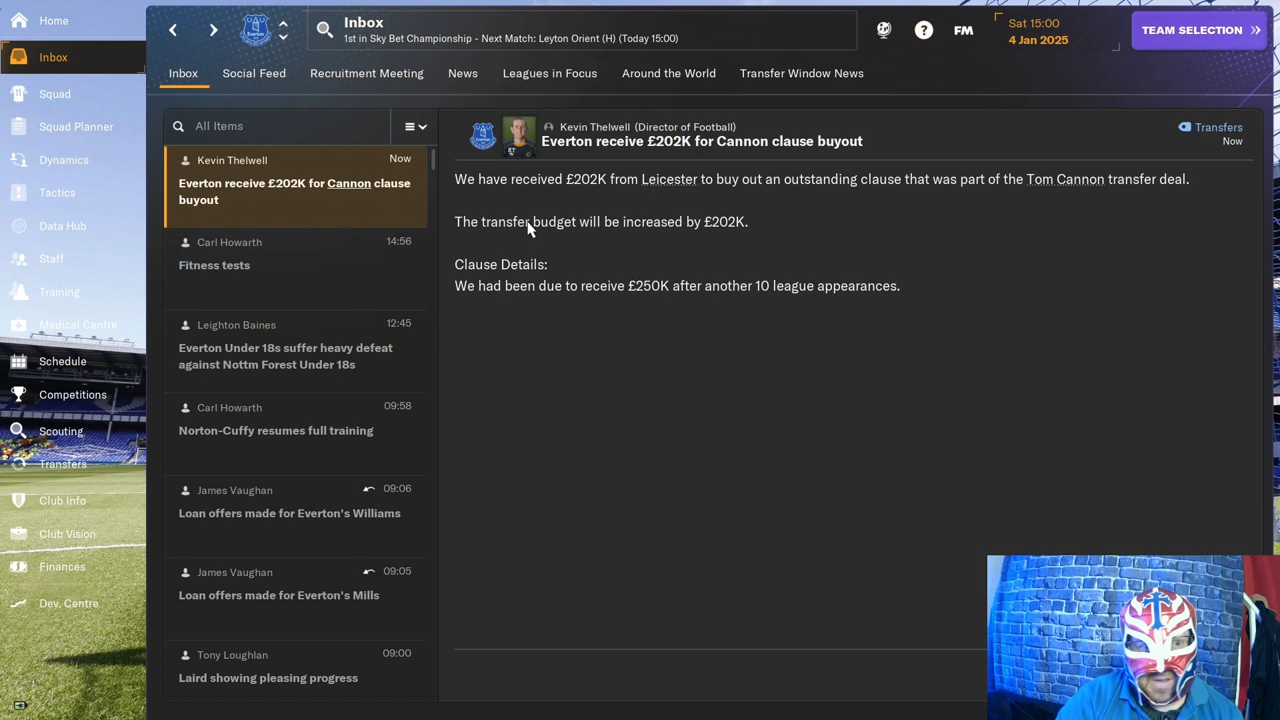 Home
Inbox
Squad
Squad Planner
Dynamics
Tactics
Data Hub
Staff
Training
Medical Centre
Schedule
Competitions
Scouting
Transfers
Club Info
Club Vision
Finances
Dev. Centre
Inbox
1st in Sky Bet Championship - Next Match: Leyton Orient (H) (Today 15:00)
?
FM
Sat 15:00
4 Jan 2025
TEAM SELECTION
Inbox
Social Feed
Recruitment Meeting
News
Leagues in Focus
Around the World
Transfer Window News
All Items
Kevin Thelwell
Now
Everton receive £202K for Cannon clause
buyout
Carl Howarth
14:56
Fitness tests
Leighton Baines
12:45
Everton Under 18s suffer heavy defeat
against Nottm Forest Under 18s
Carl Howarth
09:58
Norton-Cuffy resumes full training
James Vaughan
09:06
Loan offers made for Everton's Williams
James Vaughan
09:05
Loan offers made for Everton's Mills
Tony Loughlan
09:00
Laird showing pleasing progress
Kevin Thelwell (Director of Football)
Everton receive £202K for Cannon clause buyout
Transfers
Now
We have received £202K from Leicester to buy out an outstanding clause that was part of the Tom Cannon transfer deal.
The transfer budget will be increased by £202K.
Clause Details:
We had been due to receive £250K after another 10 league appearances.